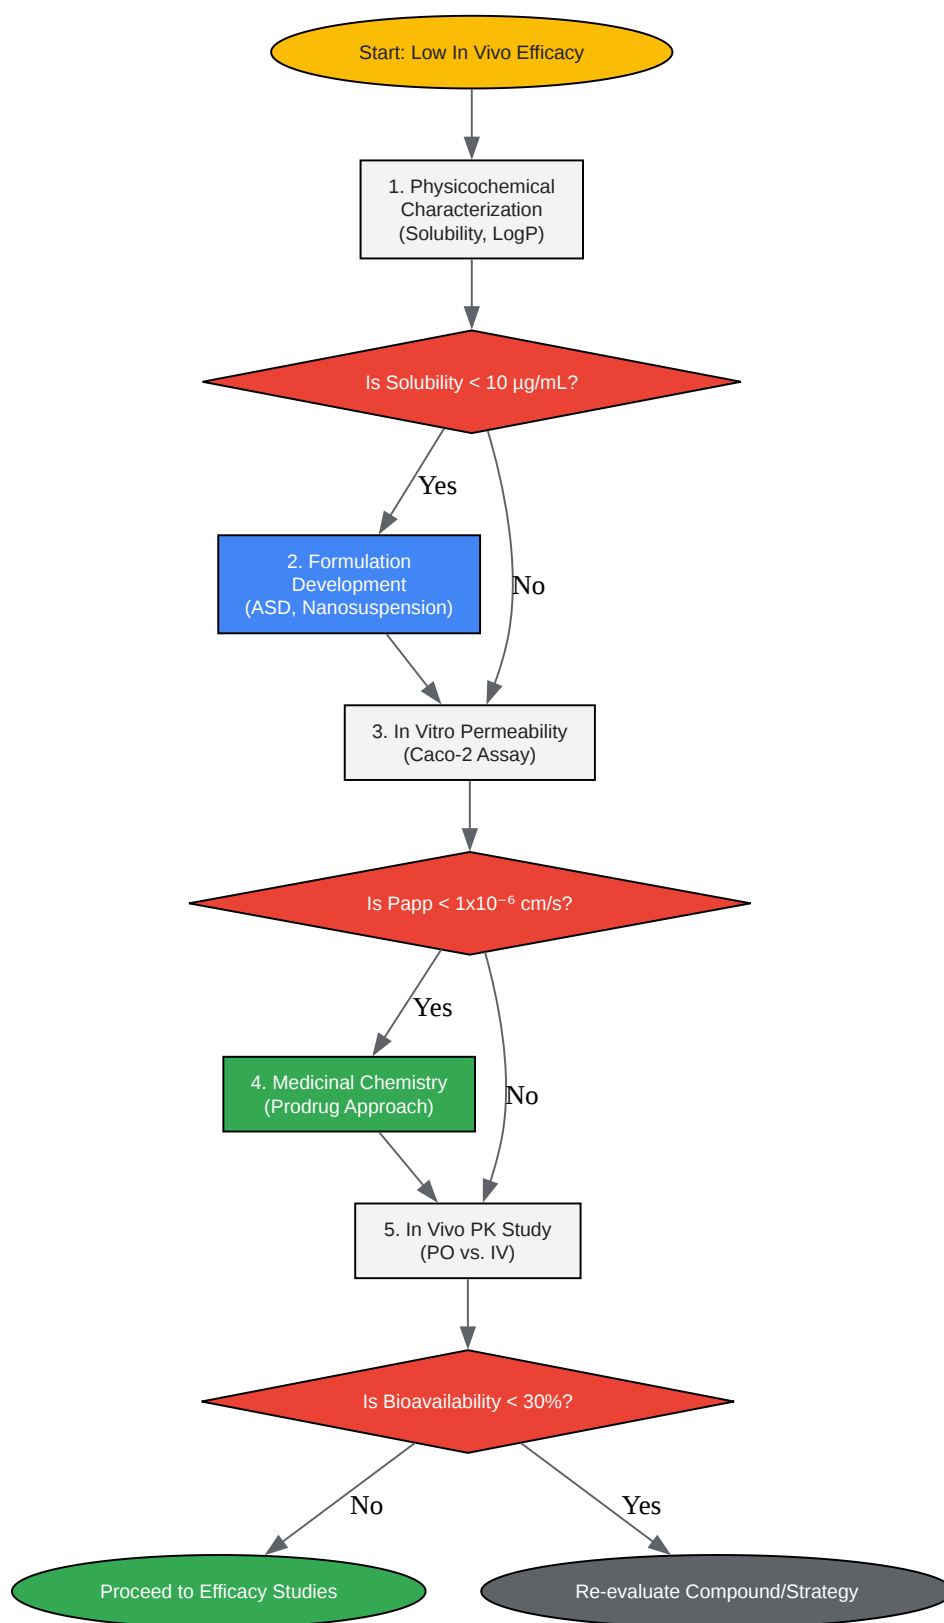 Start: Low In Vivo Efficacy
1. Physicochemical
Characterization
(Solubility, LogP)
Is Solubility < 10 µg/mL?
Yes
No
2. Formulation
Development
(ASD, Nanosuspension)
3. In Vitro Permeability
(Caco-2 Assay)
Is Papp < 1x10⁻⁶ cm/s?
Yes
No
4. Medicinal Chemistry
(Prodrug Approach)
5. In Vivo PK Study
(PO vs. IV)
Is Bioavailability < 30%?
No
Yes
Proceed to Efficacy Studies
Re-evaluate Compound/Strategy